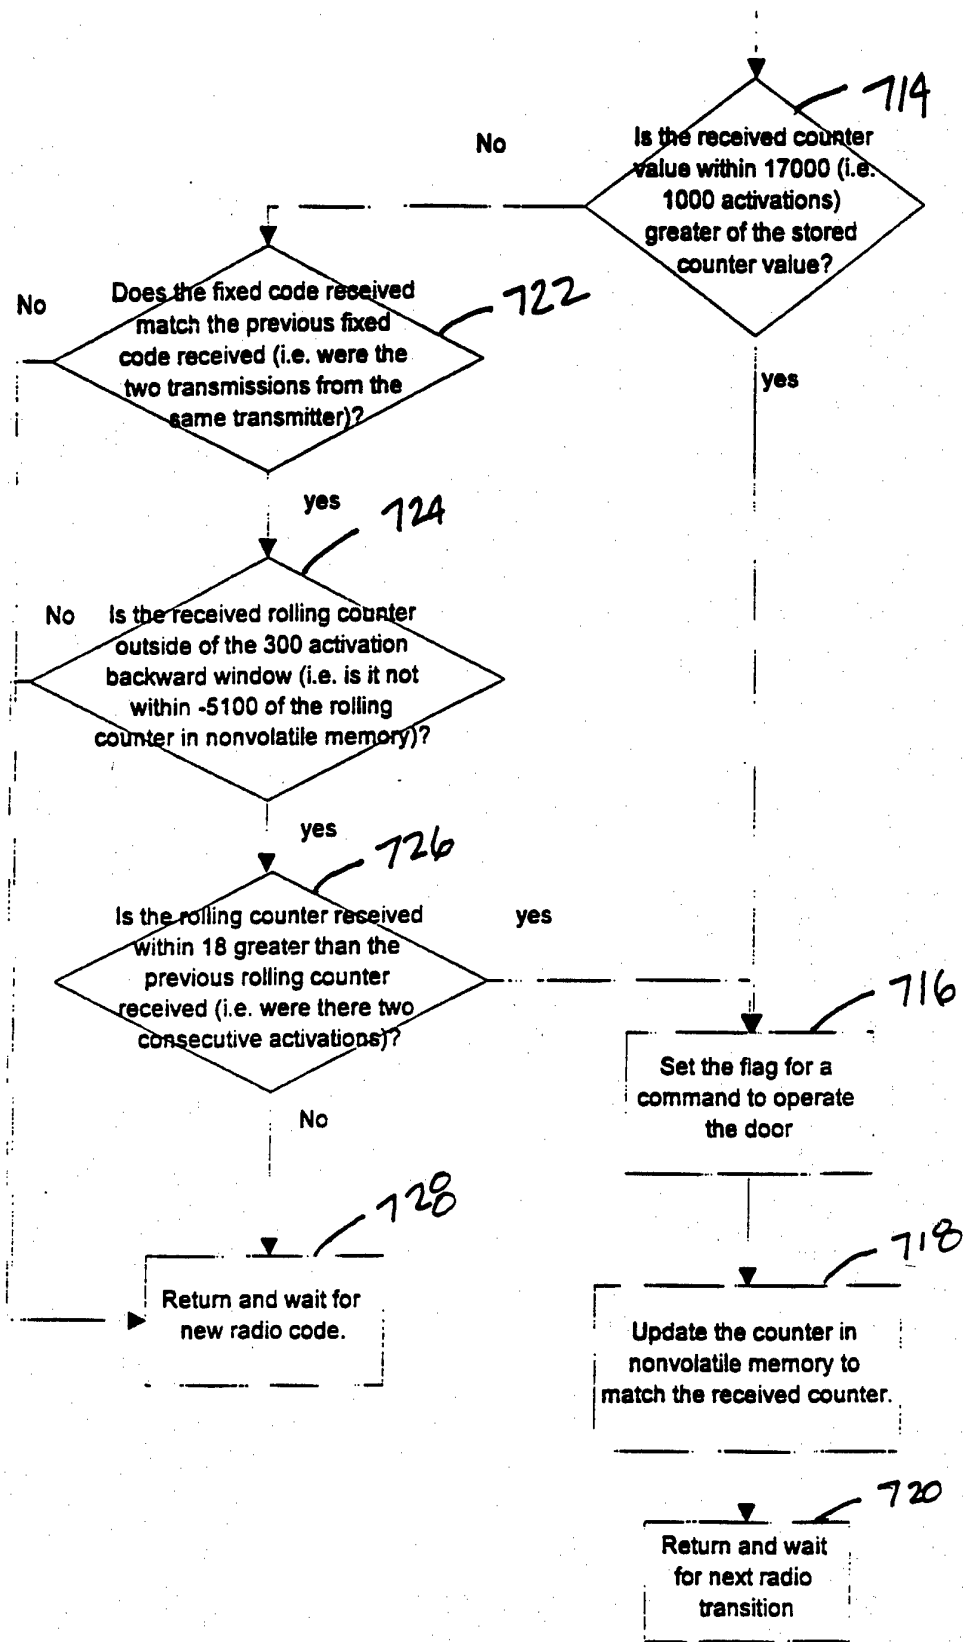 714
Is the received counter
value within 17000 (i.e.
1000 activations)
greater of the stored
counter value?
No
yes
722
Does the fixed code received
match the previous fixed
code received (i.e. were the
two transmissions from the
same transmitter)?
No
yes
724
Is the received rolling counter
outside of the 300 activation
backward window (i.e. is it not
within -5100 of the rolling
counter in nonvolatile memory)?
No
yes
726
Is the rolling counter received
within 18 greater than the
previous rolling counter
received (i.e. were there two
consecutive activations)?
yes
No
716
Set the flag for a
command to operate
the door
728
Return and wait for
new radio code.
718
Update the counter in
nonvolatile memory to
match the received counter.
720
Return and wait
for next radio
transition